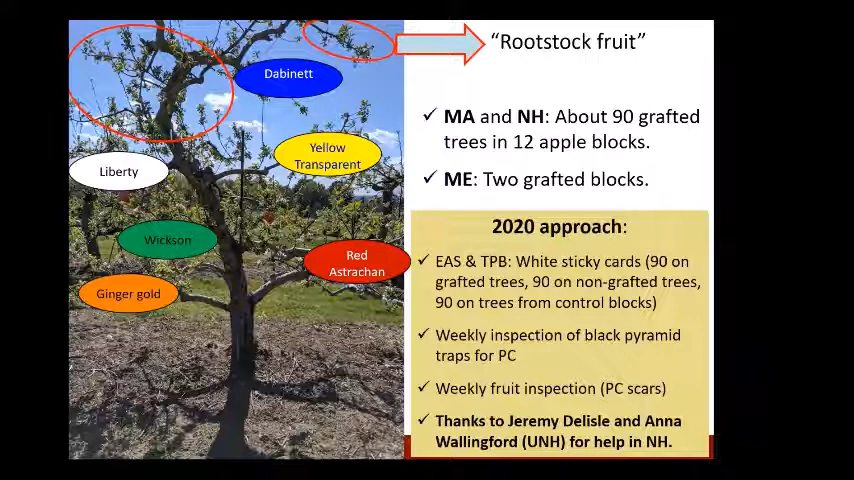 “Rootstock fruit”
Dabinett
Yellow
Transparent
Liberty
Wickson
Red
Astrachan
Ginger gold
✓ MA and NH: About 90 grafted
trees in 12 apple blocks.
✓ ME: Two grafted blocks.
2020 approach:
✓ EAS & TPB: White sticky cards (90 on
grafted trees, 90 on non-grafted trees,
90 on trees from control blocks)
✓ Weekly inspection of black pyramid
traps for PC
✓ Weekly fruit inspection (PC scars)
✓ Thanks to Jeremy Delisle and Anna
Wallingford (UNH) for help in NH.